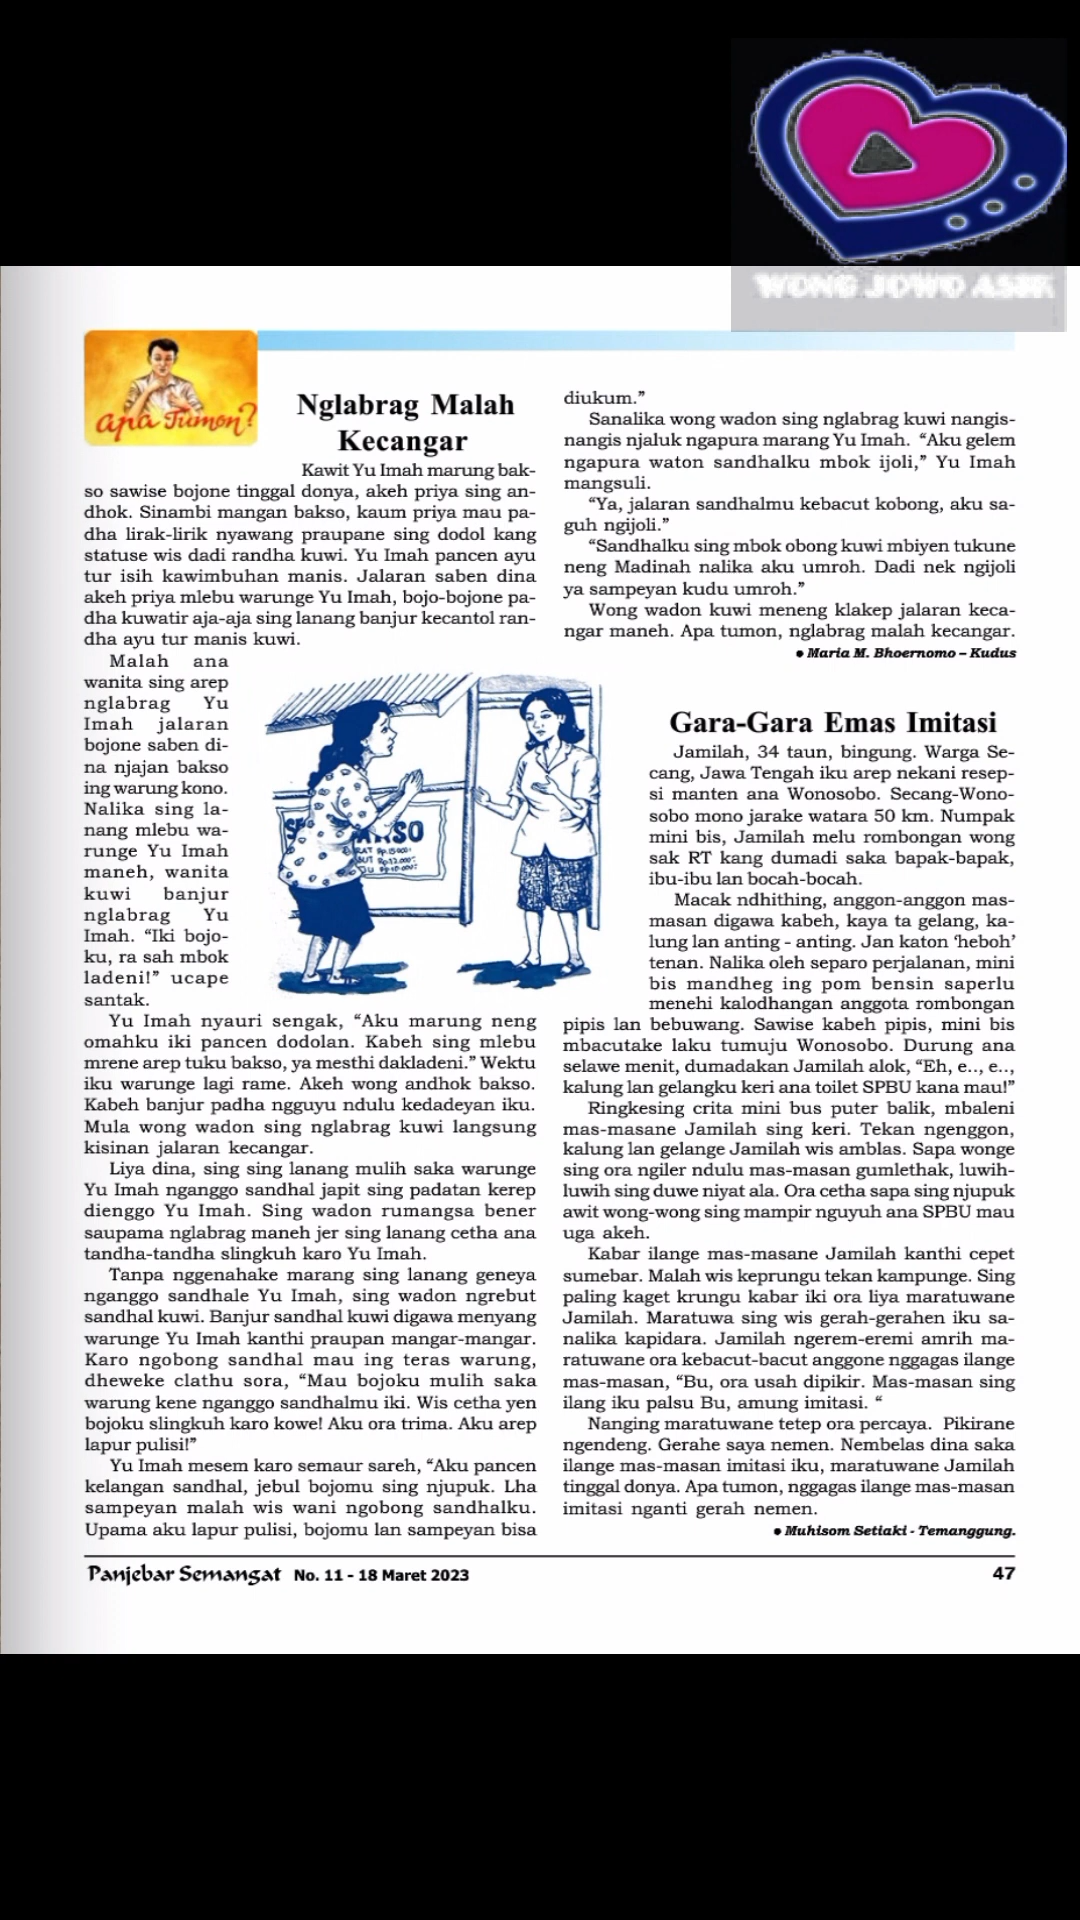 WONG JOWO ASIK
apa Tumon?
Nglabrag Malah
Kecangar
Kawit Yu Imah marung bak-
so sawise bojone tinggal donya, akeh priya sing an-
dhok. Sinambi mangan bakso, kaum priya mau pa-
dha lirak-lirik nyawang praupane sing dodol kang
statuse wis dadi randha kuwi. Yu Imah pancen ayu
tur isih kawimbuhan manis. Jalaran saben dina
akeh priya mlebu warunge Yu Imah, bojo-bojone pa-
dha kuwatir aja-aja sing lanang banjur kecantol ran-
dha ayu tur manis kuwi.
Malah ana
wanita sing arep
nglabrag Yu
Imah jalaran
bojone saben di-
na njajan bakso
ing warung kono.
Nalika sing la-
nang mlebu wa-
runge Yu Imah
maneh, wanita
kuwi banjur
nglabrag Yu
Imah. “Iki bojo-
ku, ra sah mbok
ladeni!” ucape
santak.
Yu Imah nyauri sengak, “Aku marung neng
omahku iki pancen dodolan. Kabeh sing mlebu
mrene arep tuku bakso, ya mesthi dakladeni.” Wektu
iku warunge lagi rame. Akeh wong andhok bakso.
Kabeh banjur padha ngguyu ndulu kedadeyan iku.
Mula wong wadon sing nglabrag kuwi langsung
kisinan jalaran kecangar.
Liya dina, sing sing lanang mulih saka warunge
Yu Imah nganggo sandhal japit sing padatan kerep
dienggo Yu Imah. Sing wadon rumangsa bener
saupama nglabrag maneh jer sing lanang cetha ana
tandha-tandha slingkuh karo Yu Imah.
Tanpa nggenahake marang sing lanang geneya
nganggo sandhale Yu Imah, sing wadon ngrebut
sandhal kuwi. Banjur sandhal kuwi digawa menyang
warunge Yu Imah kanthi praupan mangar-mangar.
Karo ngobong sandhal mau ing teras warung,
dheweke clathu sora, “Mau bojoku mulih saka
warung kene nganggo sandhalmu iki. Wis cetha yen
bojoku slingkuh karo kowe! Aku ora trima. Aku arep
lapur pulisi!”
Yu Imah mesem karo semaur sareh, “Aku pancen
kelangan sandhal, jebul bojomu sing njupuk. Lha
sampeyan malah wis wani ngobong sandhalku.
Upama aku lapur pulisi, bojomu lan sampeyan bisa
diukum.”
Sanalika wong wadon sing nglabrag kuwi nangis-
nangis njaluk ngapura marang Yu Imah. “Aku gelem
ngapura waton sandhalku mbok ijoli,” Yu Imah
mangsuli.
“Ya, jalaran sandhalmu kebacut kobong, aku sa-
guh ngijoli.”
“Sandhalku sing mbok obong kuwi mbiyen tukune
neng Madinah nalika aku umroh. Dadi nek ngijoli
ya sampeyan kudu umroh.”
Wong wadon kuwi meneng klakep jalaran keca-
ngar maneh. Apa tumon, nglabrag malah kecangar.
● Maria M. Bhoernomo – Kudus
Gara-Gara Emas Imitasi
Jamilah, 34 taun, bingung. Warga Se-
cang, Jawa Tengah iku arep nekani resep-
si manten ana Wonosobo. Secang-Wono-
sobo mono jarake watara 50 km. Numpak
mini bis, Jamilah melu rombongan wong
sak RT kang dumadi saka bapak-bapak,
ibu-ibu lan bocah-bocah.
Macak ndhithing, anggon-anggon mas-
masan digawa kabeh, kaya ta gelang, ka-
lung lan anting - anting. Jan katon ‘heboh’
tenan. Nalika oleh separo perjalanan, mini
bis mandheg ing pom bensin saperlu
menehi kalodhangan anggota rombongan
pipis lan bebuwang. Sawise kabeh pipis, mini bis
mbacutake laku tumuju Wonosobo. Durung ana
selawe menit, dumadakan Jamilah alok, “Eh, e.., e..,
kalung lan gelangku keri ana toilet SPBU kana mau!”
Ringkesing crita mini bus puter balik, mbaleni
mas-masane Jamilah sing keri. Tekan ngenggon,
kalung lan gelange Jamilah wis amblas. Sapa wonge
sing ora ngiler ndulu mas-masan gumlethak, luwih-
luwih sing duwe niyat ala. Ora cetha sapa sing njupuk
awit wong-wong sing mampir nguyuh ana SPBU mau
uga akeh.
Kabar ilange mas-masane Jamilah kanthi cepet
sumebar. Malah wis keprungu tekan kampunge. Sing
paling kaget krungu kabar iki ora liya maratuwane
Jamilah. Maratuwa sing wis gerah-gerahen iku sa-
nalika kapidara. Jamilah ngerem-eremi amrih ma-
ratuwane ora kebacut-bacut anggone nggagas ilange
mas-masan, “Bu, ora usah dipikir. Mas-masan sing
ilang iku palsu Bu, amung imitasi. “
Nanging maratuwane tetep ora percaya. Pikirane
ngendeng. Gerahe saya nemen. Nembelas dina saka
ilange mas-masan imitasi iku, maratuwane Jamilah
tinggal donya. Apa tumon, nggagas ilange mas-masan
imitasi nganti gerah nemen.
● Muhisom Setiaki - Temanggung.
Panjebar Semangat No. 11 - 18 Maret 2023
47